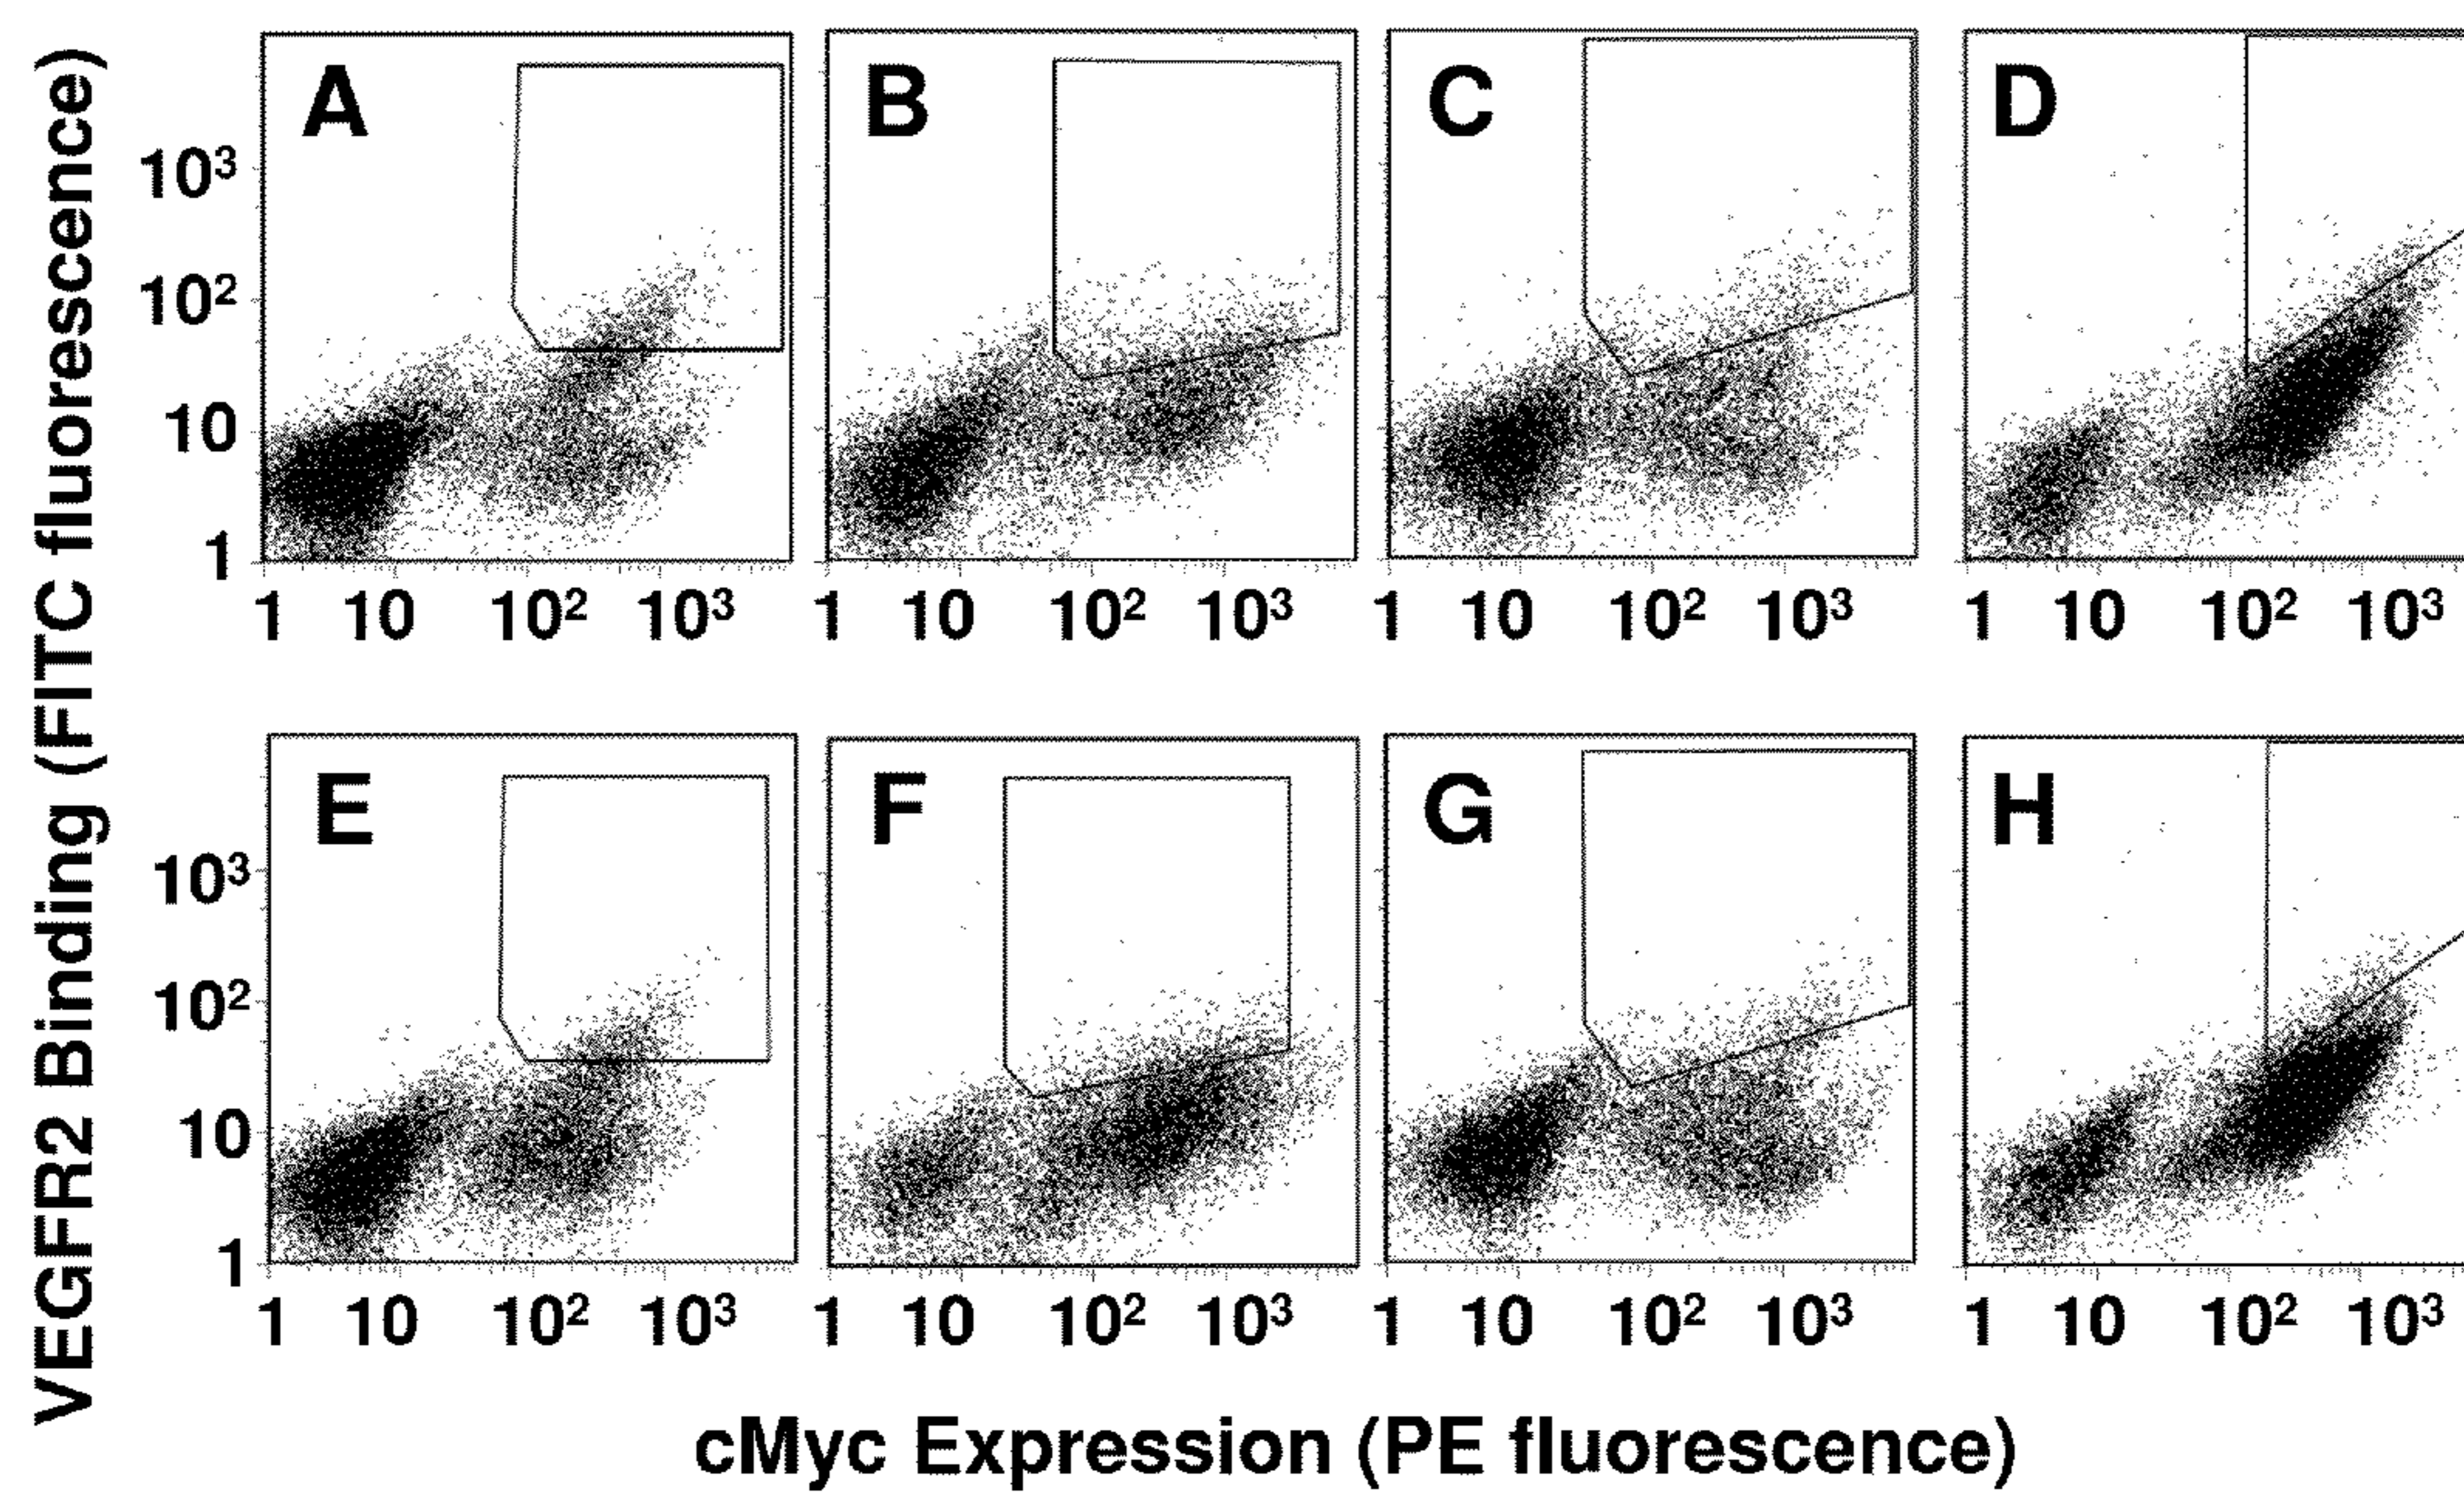 VEGFR2 Binding (FITC fluorescence)
A B C D
10³
10²
10
1
1 10 10² 10³ 1 10 10² 10³ 1 10 10² 10³ 1 10 10² 10³
E F G H
10³
10²
10
1
1 10 10² 10³ 1 10 10² 10³ 1 10 10² 10³ 1 10 10² 10³
cMyc Expression (PE fluorescence)